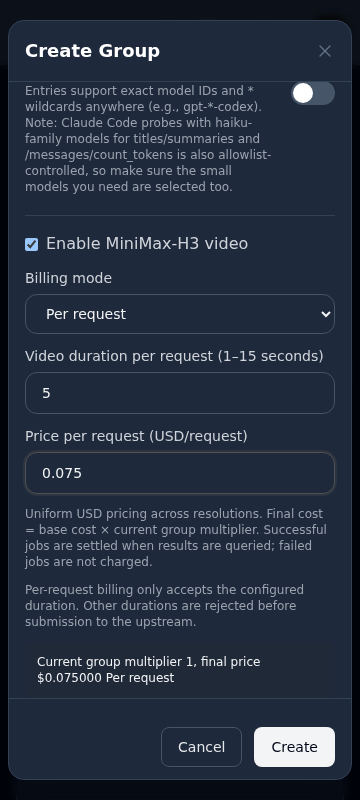 Create Group
Entries support exact model IDs and *
wildcards anywhere (e.g., gpt-*-codex).
Note: Claude Code probes with haiku-
family models for titles/summaries and
/messages/count_tokens is also allowlist-
controlled, so make sure the small
models you need are selected too.
Enable MiniMax-H3 video
Billing mode
Per request
Video duration per request (1–15 seconds)
5
Price per request (USD/request)
0.075
Uniform USD pricing across resolutions. Final cost
= base cost × current group multiplier. Successful
jobs are settled when results are queried; failed
jobs are not charged.
Per-request billing only accepts the configured
duration. Other durations are rejected before
submission to the upstream.
Current group multiplier 1, final price
$0.075000 Per request
Cancel
Create